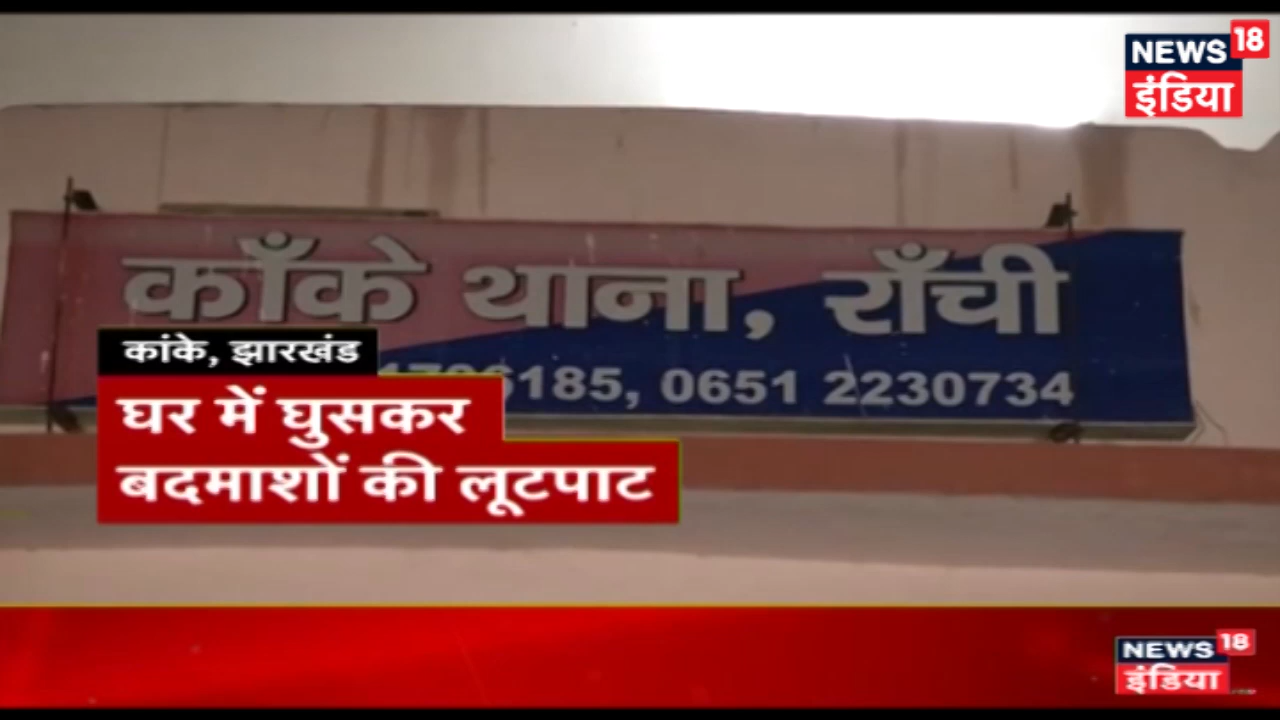 NEWS 18
इंडिया
काँके थाना, राँची
185, 0651 2230734
कांके, झारखंड
घर में घुसकर
बदमाशों की लूटपाट
NEWS 18
इंडिया